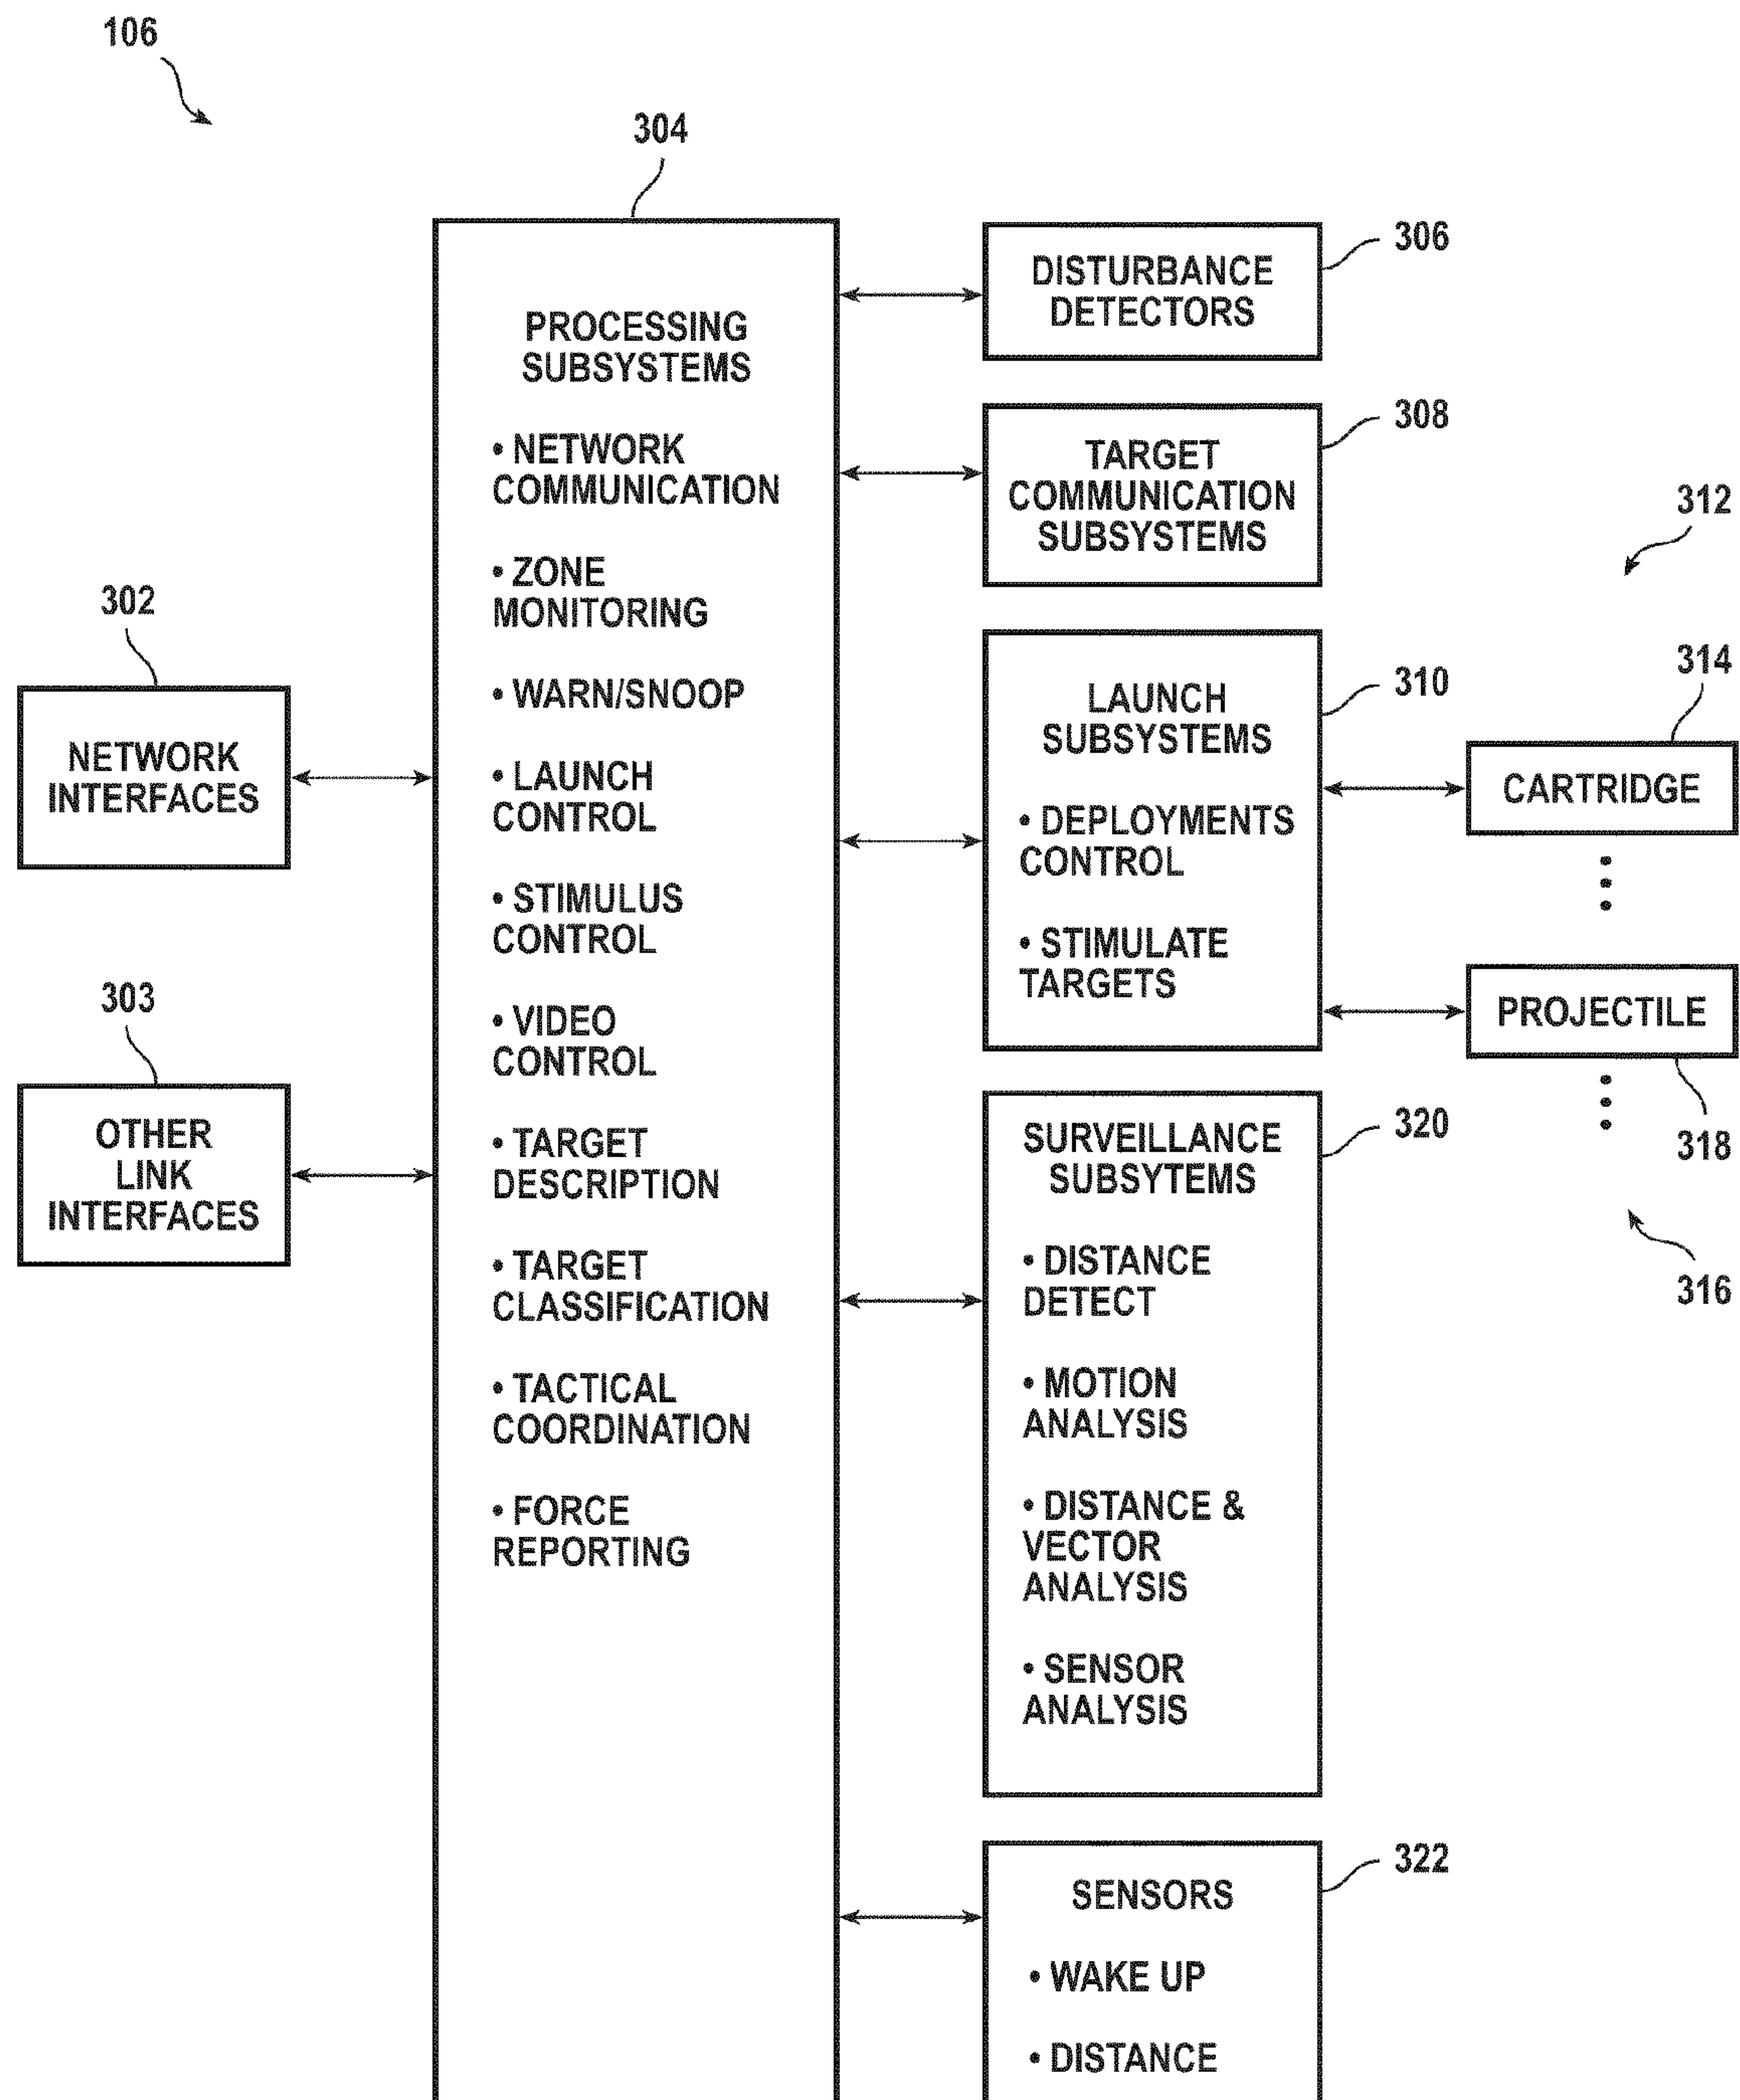 106
304
PROCESSING
SUBSYSTEMS
• NETWORK
COMMUNICATION
• ZONE
MONITORING
• WARN/SNOOP
• LAUNCH
CONTROL
• STIMULUS
CONTROL
• VIDEO
CONTROL
• TARGET
DESCRIPTION
• TARGET
CLASSIFICATION
• TACTICAL
COORDINATION
• FORCE
REPORTING
302
NETWORK
INTERFACES
303
OTHER
LINK
INTERFACES
306
DISTURBANCE
DETECTORS
308
TARGET
COMMUNICATION
SUBSYSTEMS
310
LAUNCH
SUBSYSTEMS
• DEPLOYMENTS
CONTROL
• STIMULATE
TARGETS
312
314
CARTRIDGE
PROJECTILE
318
316
320
SURVEILLANCE
SUBSYTEMS
• DISTANCE
DETECT
• MOTION
ANALYSIS
• DISTANCE &
VECTOR
ANALYSIS
• SENSOR
ANALYSIS
322
SENSORS
• WAKE UP
• DISTANCE